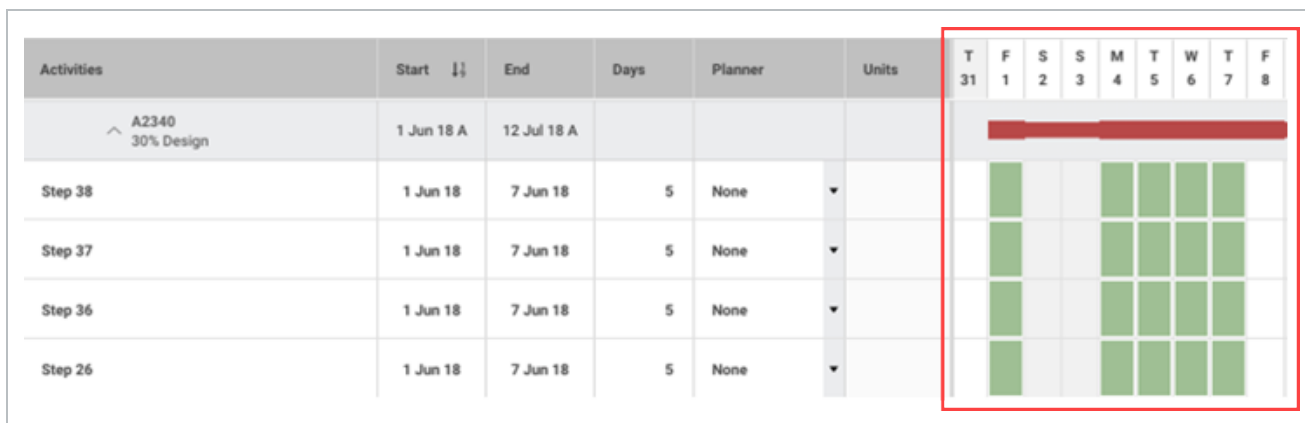 Activities Start End Days Planner Units T F S S M T W T F
31 1 2 3 4 5 6 7 8
A2340 1 Jun 18 A 12 Jul 18 A
30% Design
Step 38 1 Jun 18 7 Jun 18 5 None
Step 37 1 Jun 18 7 Jun 18 5 None
Step 36 1 Jun 18 7 Jun 18 5 None
Step 26 1 Jun 18 7 Jun 18 5 None